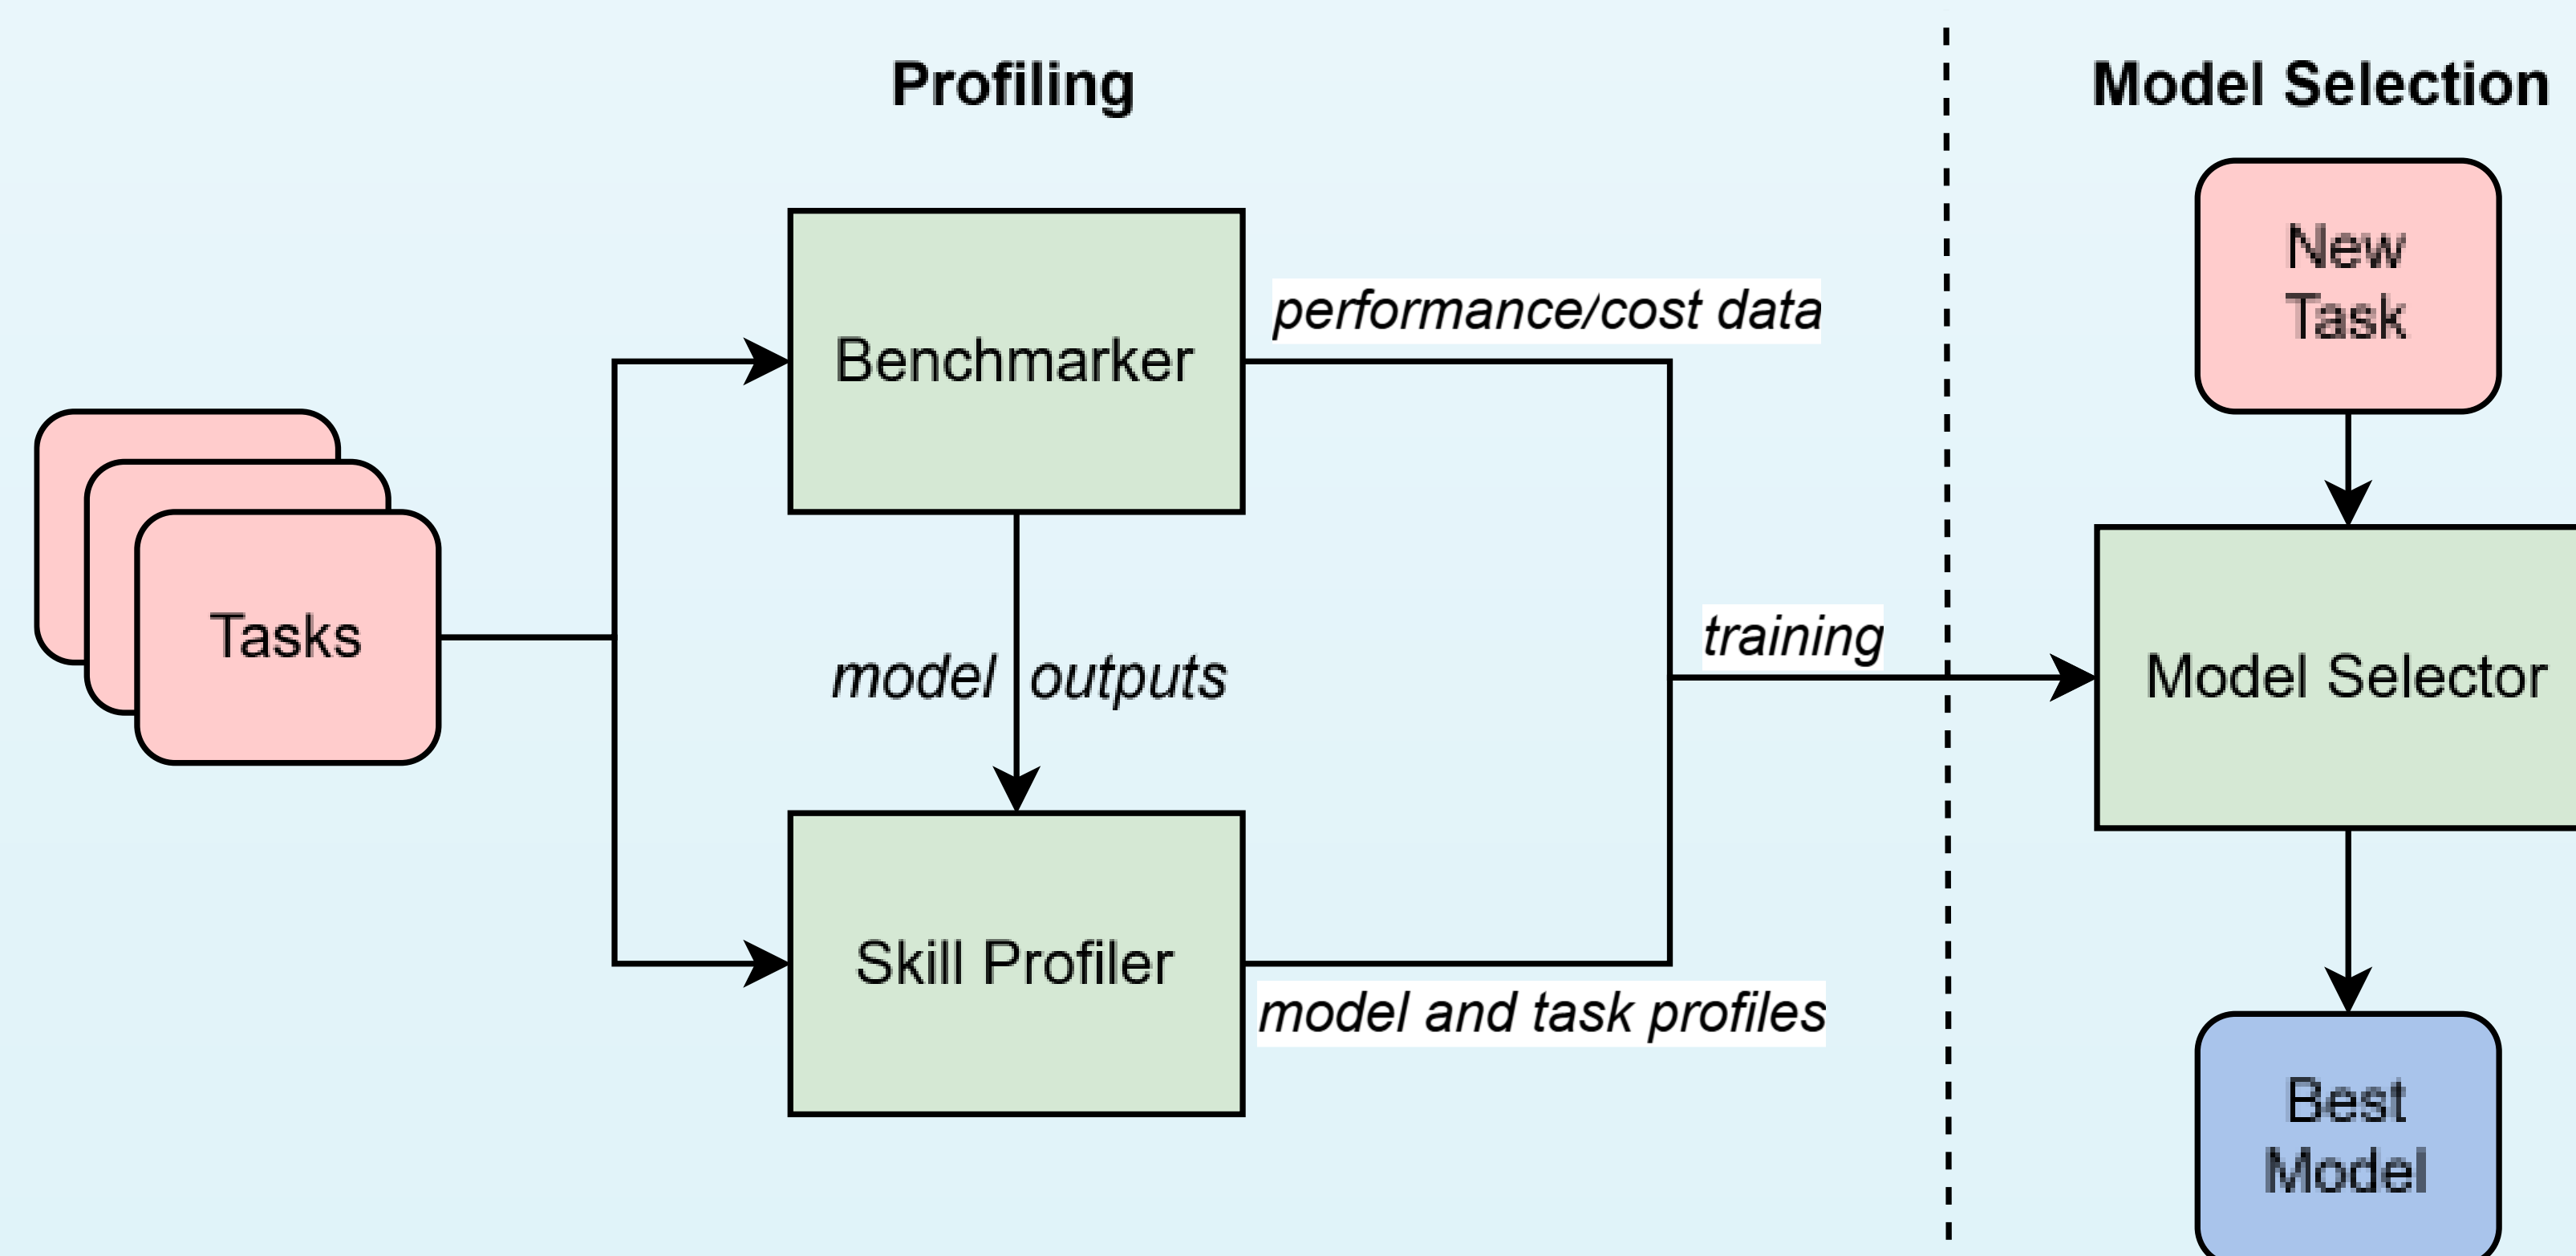 Profiling
Model Selection
New
Task
performance/cost data
Benchmarker
Tasks
training
model outputs
Model Selector
Skill Profiler
model and task profiles
Best
Model